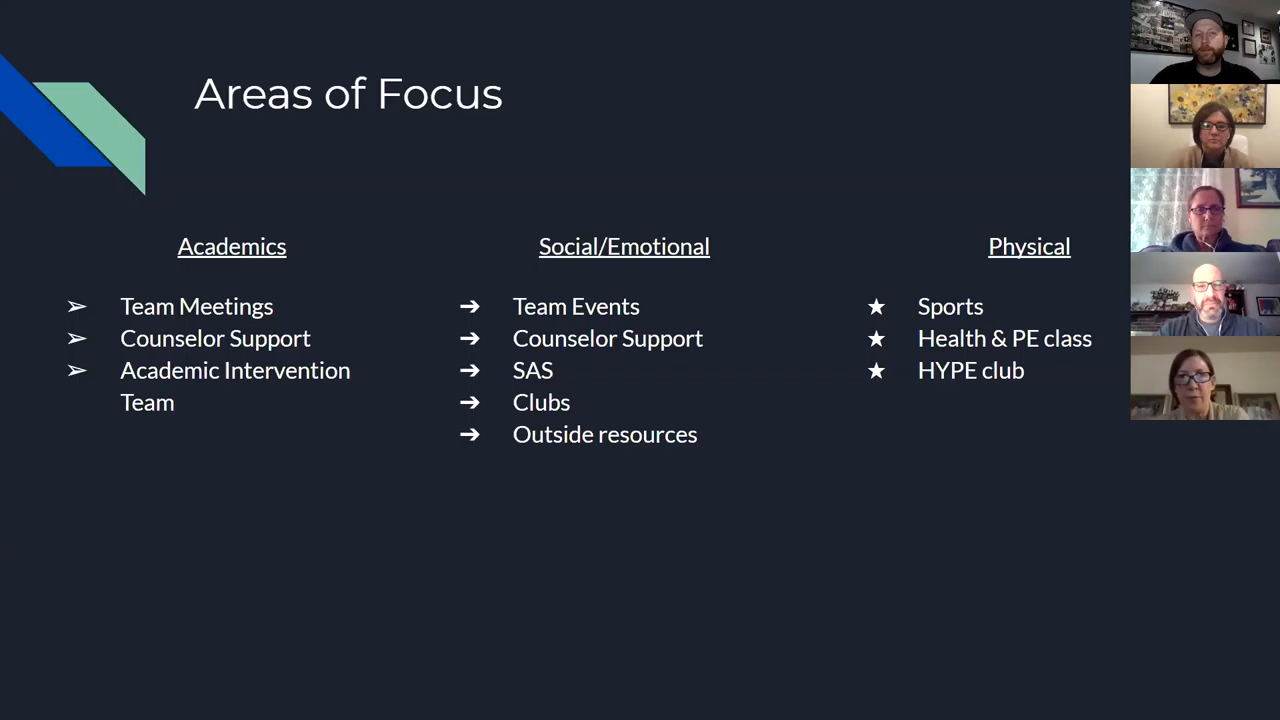 Areas of Focus
Academics
➢ Team Meetings
➢ Counselor Support
➢ Academic Intervention
Team
Social/Emotional
➔ Team Events
➔ Counselor Support
➔ SAS
➔ Clubs
➔ Outside resources
Physical
★ Sports
★ Health & PE class
★ HYPE club